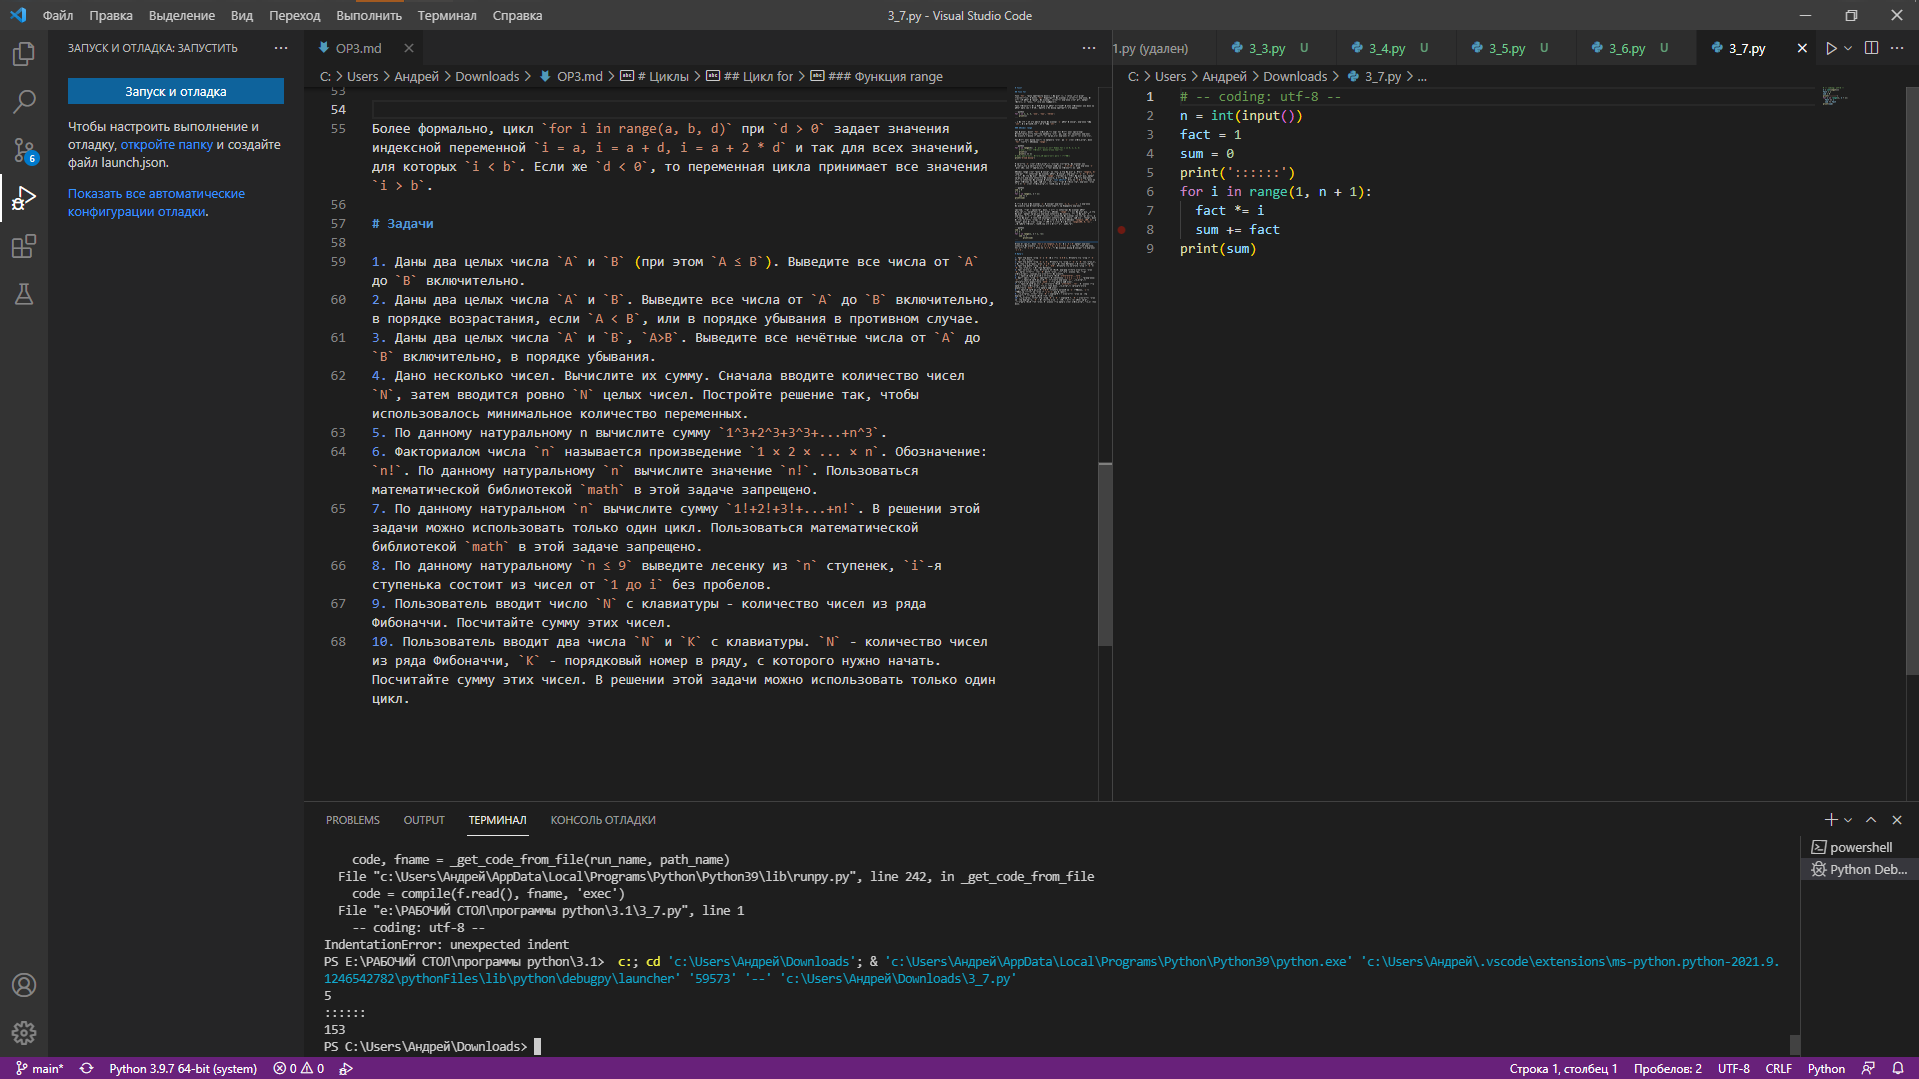 Файл Правка Выделение Вид Переход Выполнить Терминал Справка
3_7.py - Visual Studio Code
ЗАПУСК И ОТЛАДКА: ЗАПУСТИТЬ ...
Запуск и отладка
Чтобы настроить выполнение и
отладку, откройте папку и создайте
файл launch.json.
Показать все автоматические
конфигурации отладки.
6
OP3.md
C: > Users > Андрей > Downloads > OP3.md > # Циклы > ## Цикл for > ### Функция range
53
54
55 Более формально, цикл `for i in range(a, b, d)` при `d > 0` задает значения
индексной переменной `i = a, i = a + d, i = a + 2 * d` и так для всех значений,
для которых `i < b`. Если же `d < 0`, то переменная цикла принимает все значения
`i > b`.
56
57 # Задачи
58
59 1. Даны два целых числа `A` и `B` (при этом `A ≤ B`). Выведите все числа от `A`
до `B` включительно.
60 2. Даны два целых числа `A` и `B`. Выведите все числа от `A` до `B` включительно,
в порядке возрастания, если `A < B`, или в порядке убывания в противном случае.
61 3. Даны два целых числа `A` и `B`, `A>B`. Выведите все нечётные числа от `A` до
`B` включительно, в порядке убывания.
62 4. Дано несколько чисел. Вычислите их сумму. Сначала вводите количество чисел
`N`, затем вводится ровно `N` целых чисел. Постройте решение так, чтобы
использовалось минимальное количество переменных.
63 5. По данному натуральному n вычислите сумму `1^3+2^3+3^3+...+n^3`.
64 6. Факториалом числа `n` называется произведение `1 × 2 × ... × n`. Обозначение:
`n!`. По данному натуральному `n` вычислите значение `n!`. Пользоваться
математической библиотекой `math` в этой задаче запрещено.
65 7. По данному натуральном `n` вычислите сумму `1!+2!+3!+...+n!`. В решении этой
задачи можно использовать только один цикл. Пользоваться математической
библиотекой `math` в этой задаче запрещено.
66 8. По данному натуральному `n ≤ 9` выведите лесенку из `n` ступенек, `i`-я
ступенька состоит из чисел от `1 до i` без пробелов.
67 9. Пользователь вводит число `N` с клавиатуры - количество чисел из ряда
Фибоначчи. Посчитайте сумму этих чисел.
68 10. Пользователь вводит два числа `N` и `K` с клавиатуры. `N` - количество чисел
из ряда Фибоначчи, `K` - порядковый номер в ряду, с которого нужно начать.
Посчитайте сумму этих чисел. В решении этой задачи можно использовать только один
цикл.
1.py (удален) 3_3.py U 3_4.py U 3_5.py U 3_6.py U 3_7.py
C: > Users > Андрей > Downloads > 3_7.py > ...
1 # -- coding: utf-8 --
2 n = int(input())
3 fact = 1
4 sum = 0
5 print('::::::')
6 for i in range(1, n + 1):
7 fact *= i
8 sum += fact
9 print(sum)
PROBLEMS OUTPUT ТЕРМИНАЛ КОНСОЛЬ ОТЛАДКИ
code, fname = _get_code_from_file(run_name, path_name)
File "c:\Users\Андрей\AppData\Local\Programs\Python\Python39\lib\runpy.py", line 242, in _get_code_from_file
code = compile(f.read(), fname, 'exec')
File "e:\РАБОЧИЙ СТОЛ\программы python\3.1\3_7.py", line 1
-- coding: utf-8 --
IndentationError: unexpected indent
PS E:\РАБОЧИЙ СТОЛ\программы python\3.1> c:; cd 'c:\Users\Андрей\Downloads'; & 'c:\Users\Андрей\AppData\Local\Programs\Python\Python39\python.exe' 'c:\Users\Андрей\.vscode\extensions\ms-python.python-2021.9.
1246542782\pythonFiles\lib\python\debugpy\launcher' '59573' '--' 'c:\Users\Андрей\Downloads\3_7.py'
5
::::::
153
PS C:\Users\Андрей\Downloads>
powershell
Python Deb...
main* Python 3.9.7 64-bit (system) 0 0
Строка 1, столбец 1 Пробелов: 2 UTF-8 CRLF Python